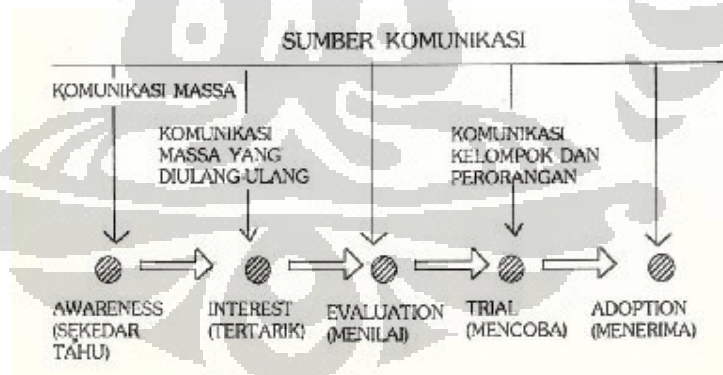 SUMBER KOMUNIKASI
KOMUNIKASI MASSA
KOMUNIKASI
MASSA YANG
DIULANG-ULANG
KOMUNIKASI
KELOMPOK DAN
PERORANGAN
AWARENESS
(SEKEDAR
TAHU)
INTEREST
(TERTARIK)
EVALUATION
(MENILAI)
TRIAL
(MENCOBA)
ADOPTION
(MENERIMA)